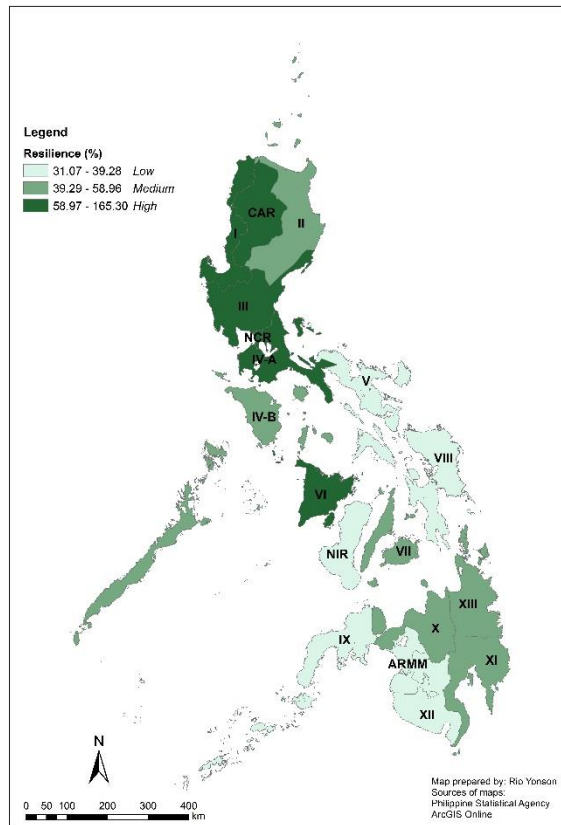 Legend
Resilience (%)
31.07 - 39.28 Low
39.29 - 58.96 Medium
58.97 - 165.30 High
CAR
I
II
III
NCR
IV-A
V
IV-B
VIII
VI
NIR
VII
XIII
X
IX
ARMM
XI
XII
N
0 50 100 200 300 400
km
Map prepared by: Rio Yonson
Sources of maps:
Philippine Statistical Agency
ArcGIS Online